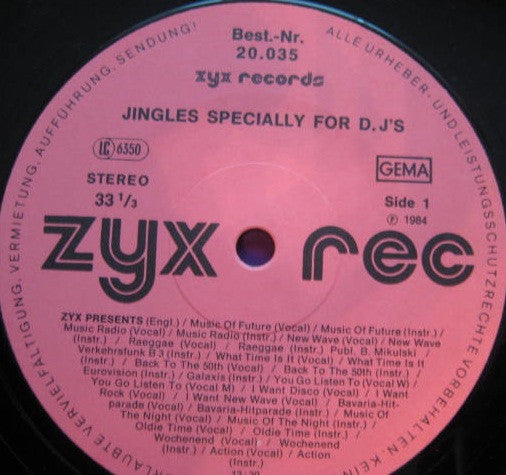 ALLE URHEBER- UND LEISTUNGSSCHUTZRECHTE VORBEHALTEN KEI
ERLAUBTE VERVIELFÄLTIGUNG, VERMIETUNG, AUFFÜHRUNG, SENDUNG!
Best.-Nr.
20.035
zyx records
JINGLES SPECIALLY FOR D.J'S
LC 6350
GEMA
STEREO
33 1/3
Side 1
℗ 1984
zyx rec
ZYX PRESENTS (Engl.) / Music Of Future (Vocal) / Music Of Future (Instr.) /
Music Radio (Vocal) / Music Radio (Instr.) / New Wave (Vocal) / New Wave
(Instr.) / Raeggae (Vocal) / Raeggae (Instr.) Publ. B. Mikulski /
Verkehrsfunk B 3 (Instr.) / What Time Is It (Vocal) / What Time Is It
(Instr.) / Back To The 50th (Vocal) / Back To The 50th (Instr.) /
Eurovision (Instr.) / Galaxis (Instr.) / You Go Listen To (Vocal W) /
You Go Listen To (Vocal M) / I Want Disco (Vocal) / I Want
Rock (Vocal) / I Want New Wave (Vocal) / Bavaria-Hit-
parade (Vocal) / Bavaria-Hitparade (Instr.) / Music Of
The Night (Vocal) / Music Of The Night (Instr.) /
Oldie Time (Vocal) / Oldie Time (Instr.) /
Wochenend (Vocal) / Wochenend
(Instr.) / Action (Vocal) / Action
(Instr.)